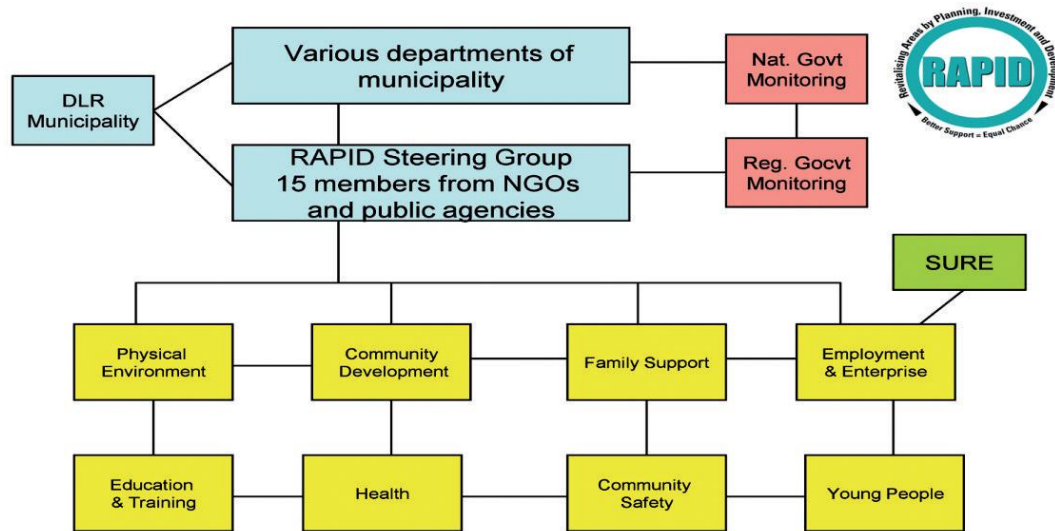 Various departments of
municipality
Nat. Govt
Monitoring
Revitalising Areas by Planning, Investment and Development
RAPID
Better Support = Equal Chance
DLR
Municipality
RAPID Steering Group
15 members from NGOs
and public agencies
Reg. Gocvt
Monitoring
SURE
Physical
Environment
Community
Development
Family Support
Employment
& Enterprise
Education
& Training
Health
Community
Safety
Young People